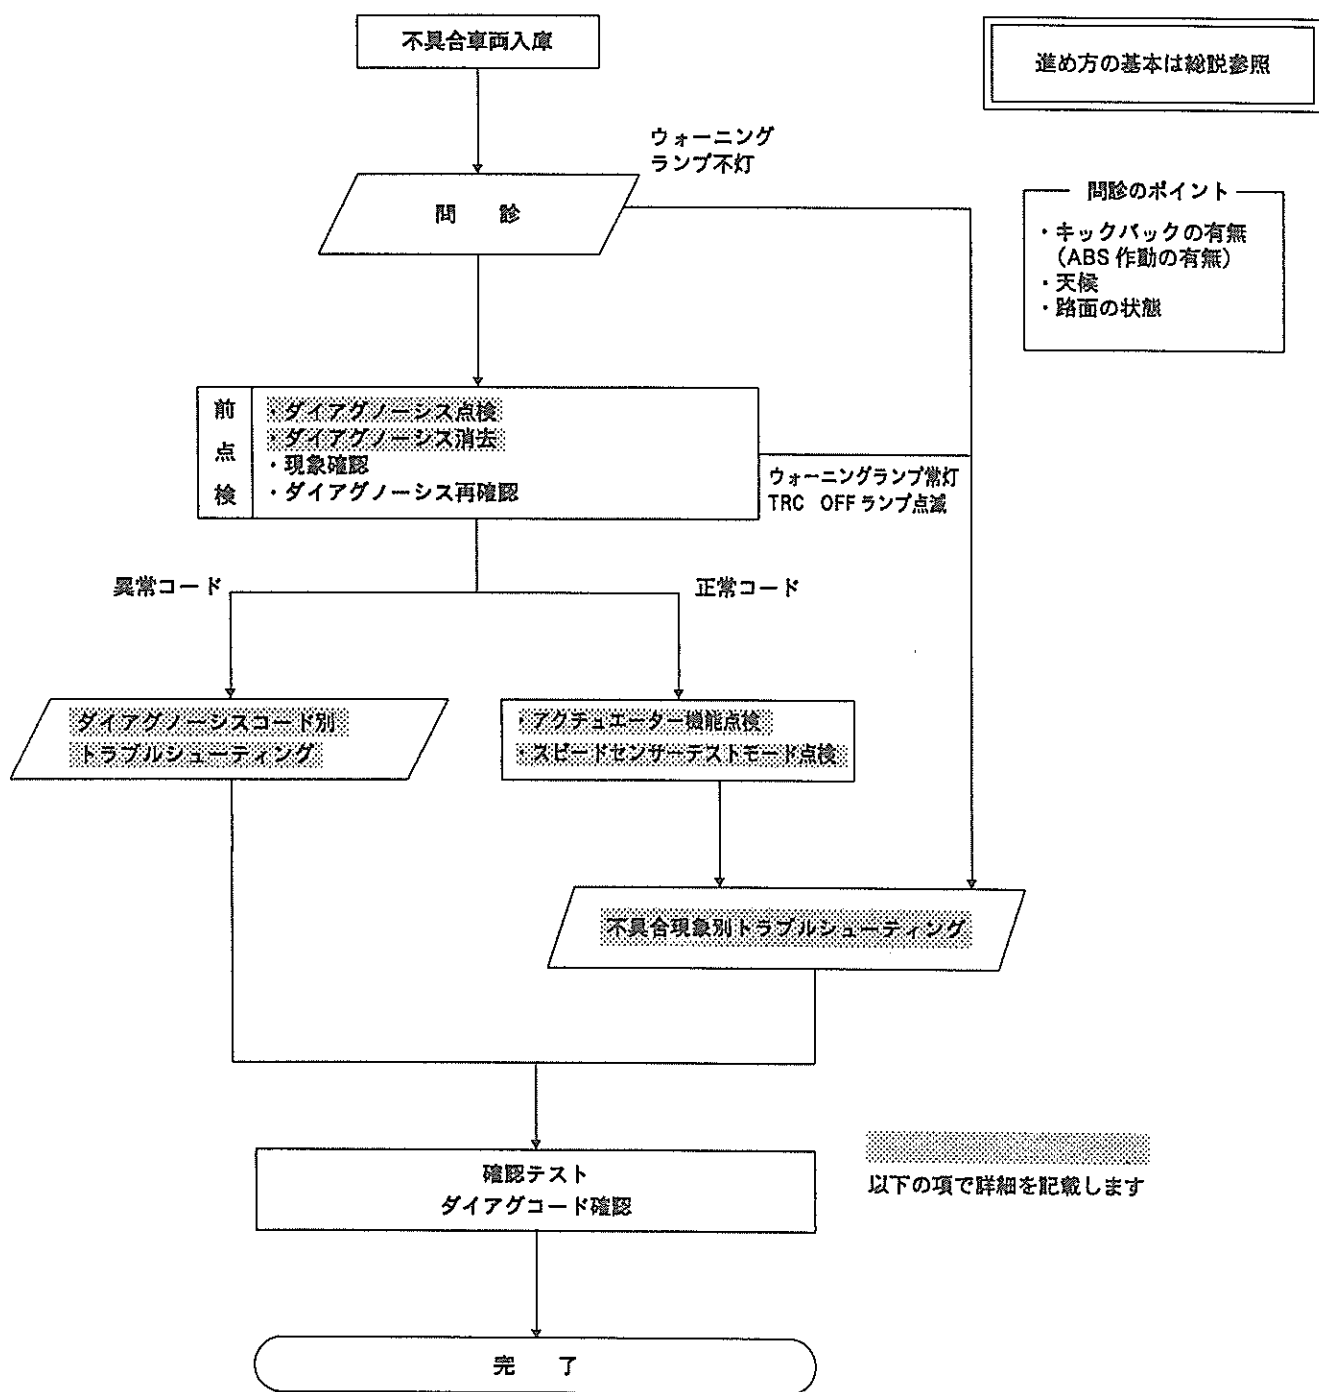 不具合車両入庫
進め方の基本は総説参照
ウォーニング
ランプ不灯
問 診
問診のポイント
・キックバックの有無
(ABS 作動の有無)
・天候
・路面の状態
前点検
・ダイアグノーシス点検
・ダイアグノーシス消去
・現象確認
・ダイアグノーシス再確認
ウォーニングランプ常灯
TRC OFF ランプ点滅
異常コード
正常コード
ダイアグノーシスコード別
トラブルシューティング
・アクチュエーター機能点検
・スピードセンサーテストモード点検
不具合現象別トラブルシューティング
確認テスト
ダイアグコード確認
以下の項で詳細を記載します
完 了